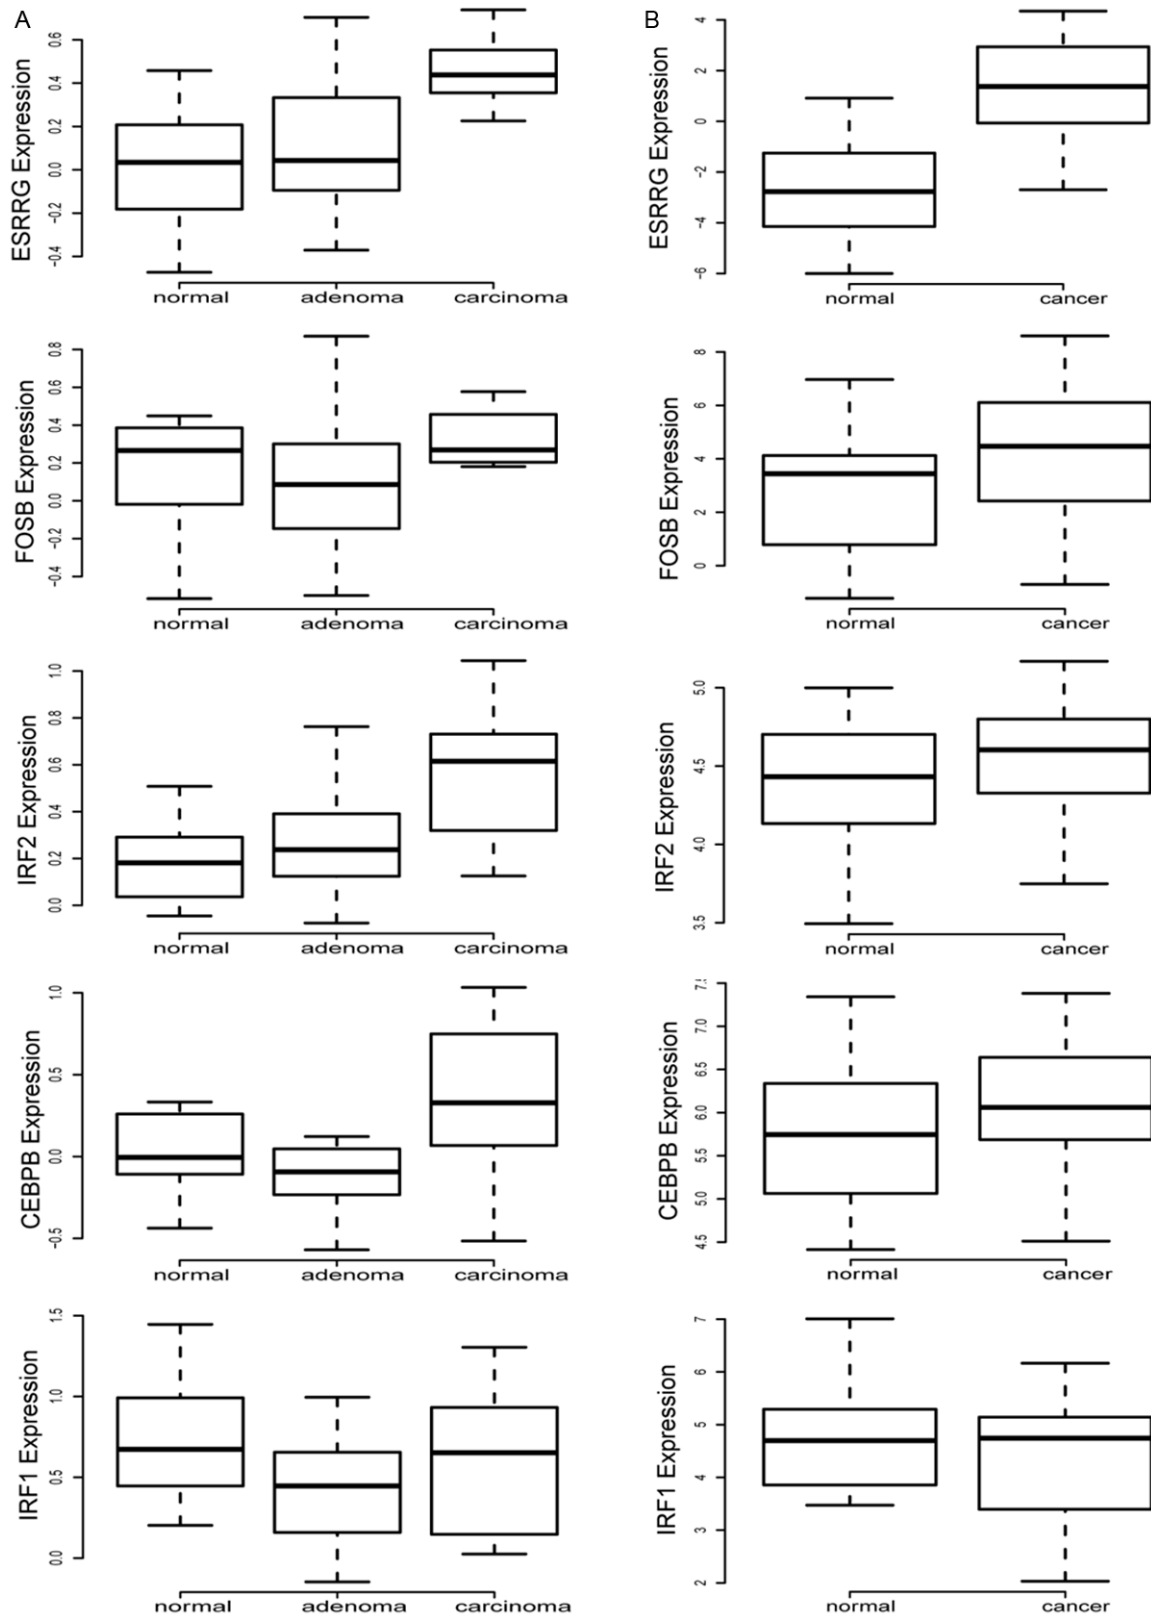 A
ESRRG Expression
0.6
0.4
0.2
0.0
−0.2
−0.4
normal adenoma carcinoma
B
ESRRG Expression
4
2
0
−2
−4
−6
normal cancer
FOSB Expression
0.8
0.6
0.4
0.2
0.0
−0.2
−0.4
normal adenoma carcinoma
FOSB Expression
8
6
4
2
0
normal cancer
IRF2 Expression
1.0
0.8
0.6
0.4
0.2
0.0
normal adenoma carcinoma
IRF2 Expression
5.0
4.5
4.0
3.5
normal cancer
CEBPB Expression
1.0
0.5
0.0
−0.5
normal adenoma carcinoma
CEBPB Expression
7.0
6.5
6.0
5.5
5.0
4.5
normal cancer
IRF1 Expression
1.5
1.0
0.5
0.0
normal adenoma carcinoma
IRF1 Expression
7
6
5
4
3
2
normal cancer